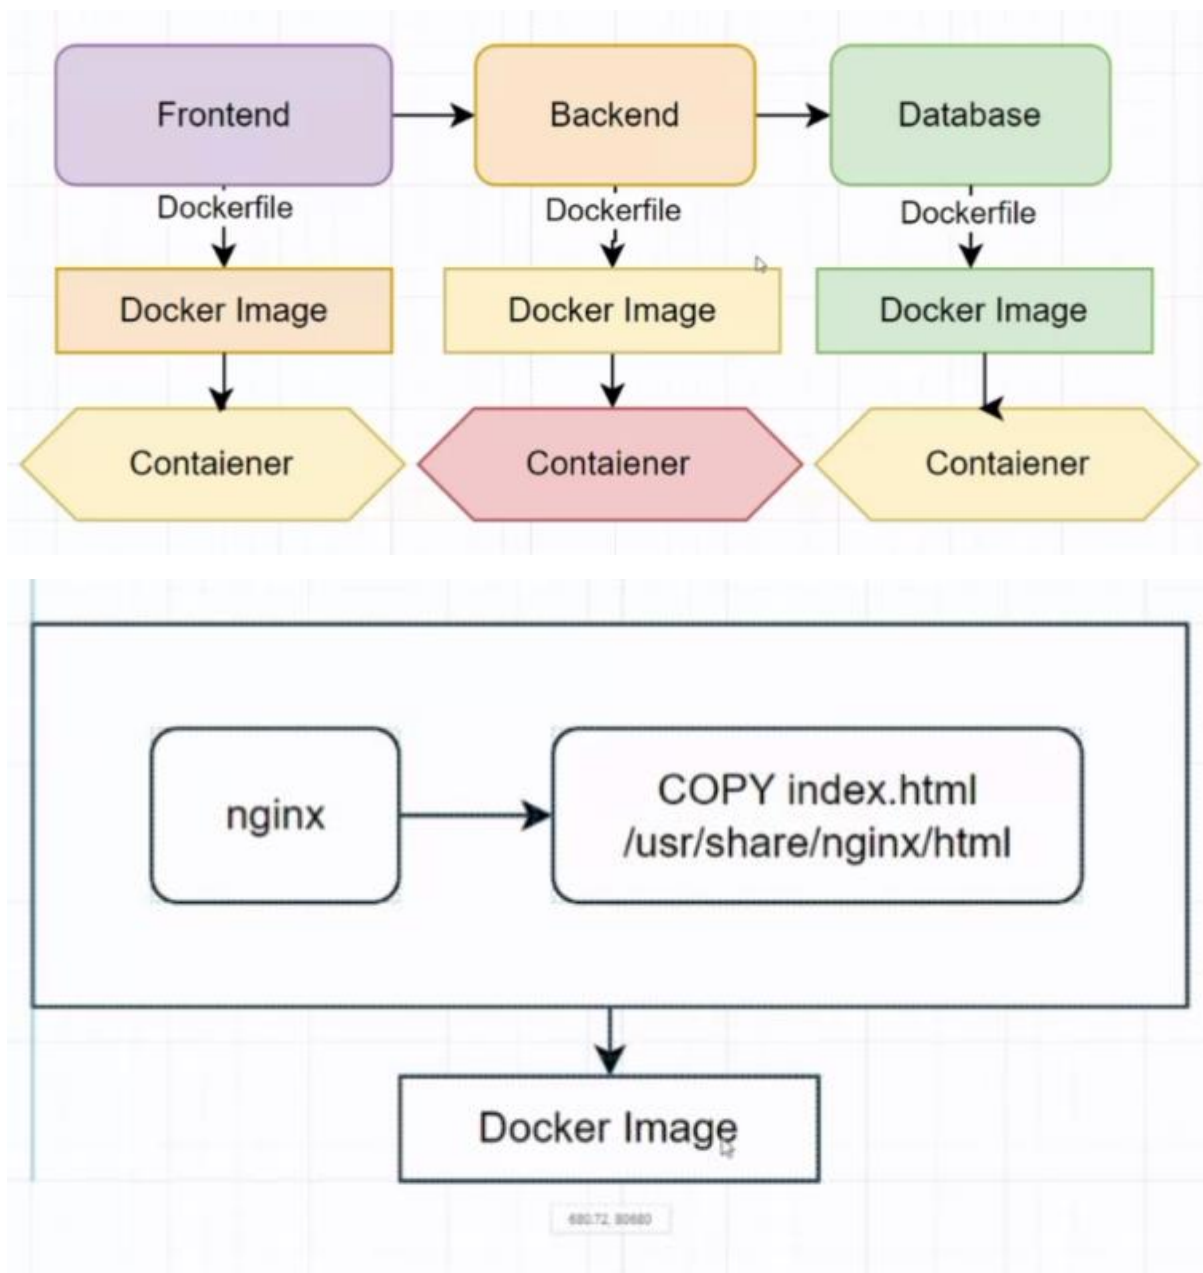 Frontend
Backend
Database
Dockerfile
Dockerfile
Dockerfile
Docker Image
Docker Image
Docker Image
Contaiener
Contaiener
Contaiener
nginx
COPY index.html
/usr/share/nginx/html
Docker Image